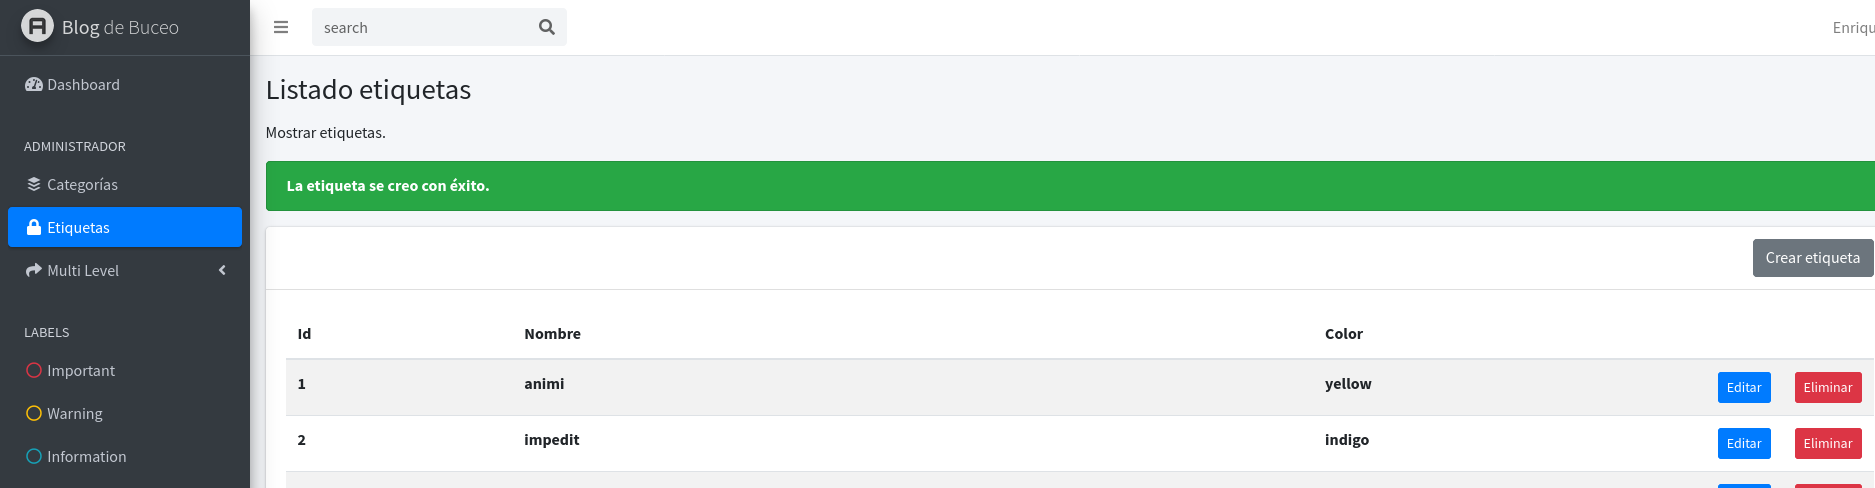 Blog de Buceo
search
Enriqu
Dashboard
Listado etiquetas
Mostrar etiquetas.
ADMINISTRADOR
Categorías
La etiqueta se creo con éxito.
Etiquetas
Multi Level
Crear etiqueta
LABELS
Important
Warning
Information
Id Nombre Color
1 animi yellow Editar Eliminar
2 impedit indigo Editar Eliminar